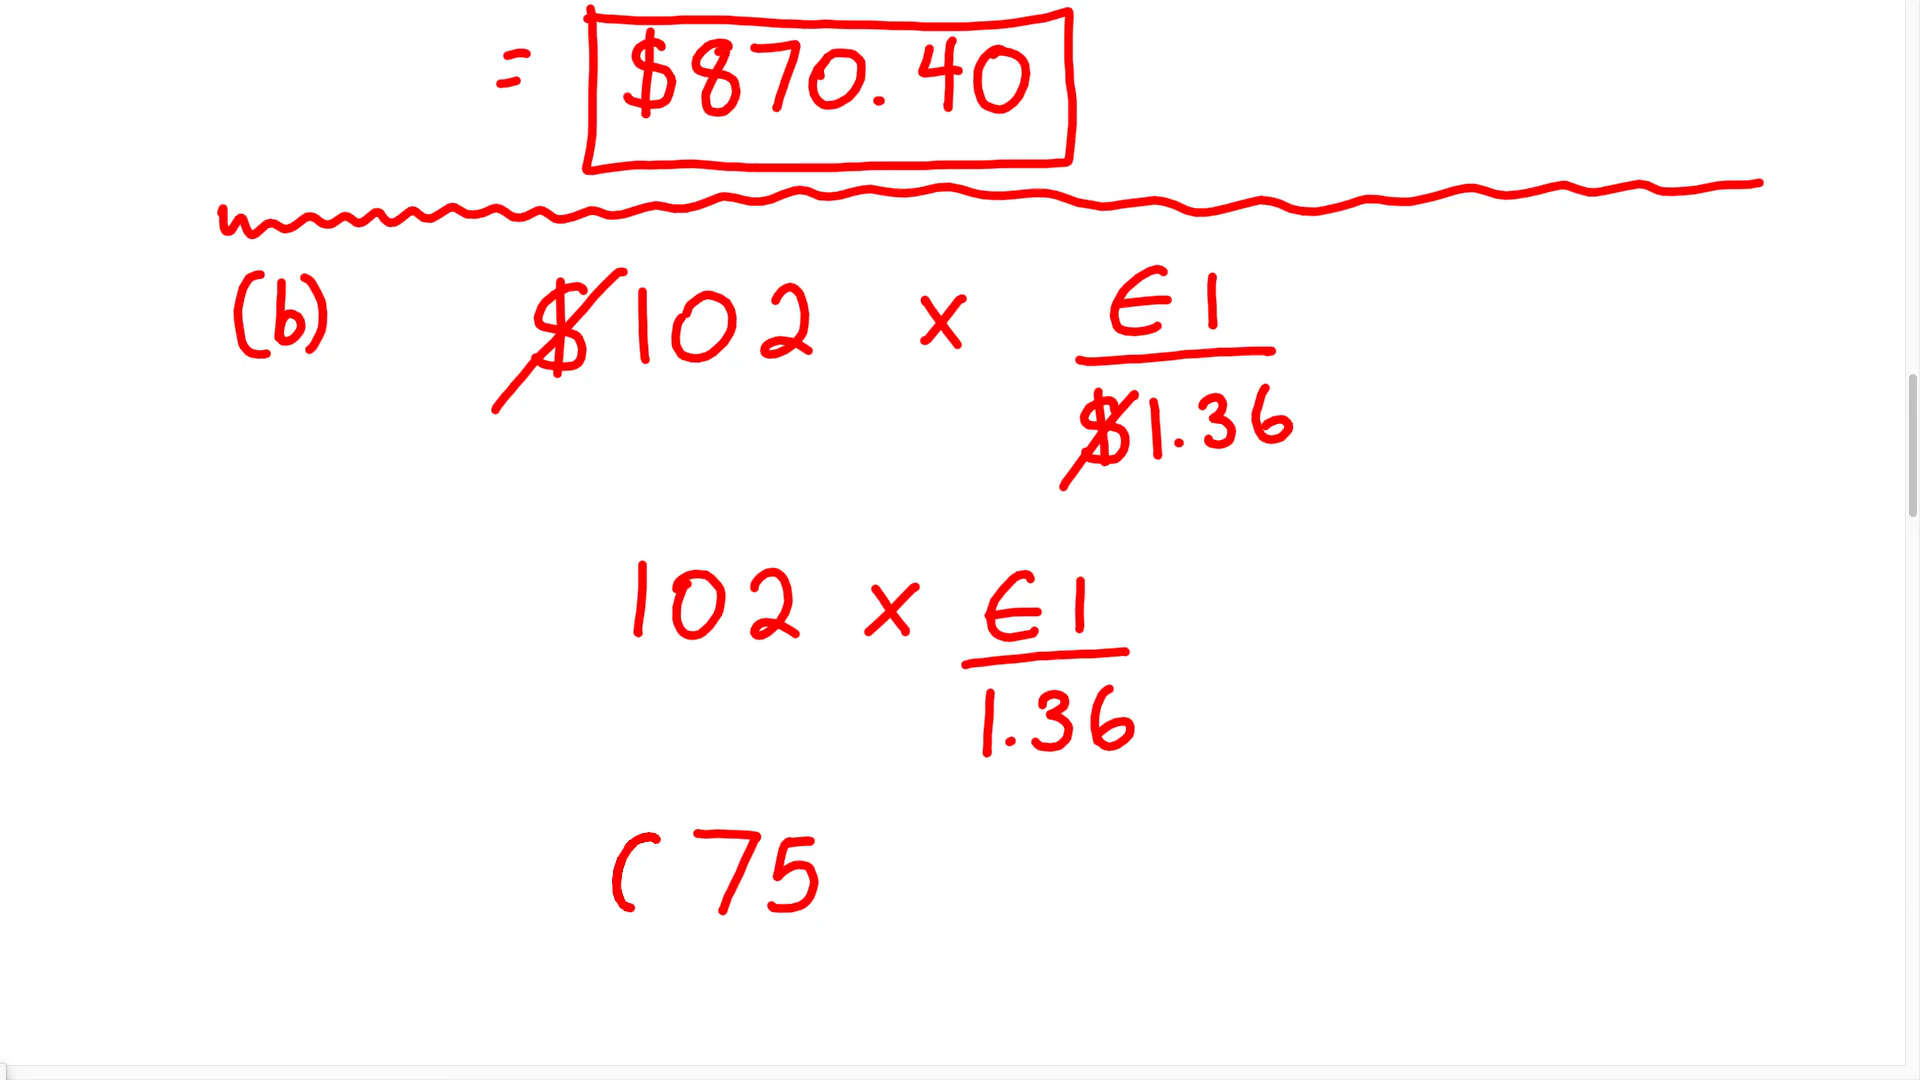 = $870.40
(b) $102 x €1
$1.36
102 x €1
1.36
( 75